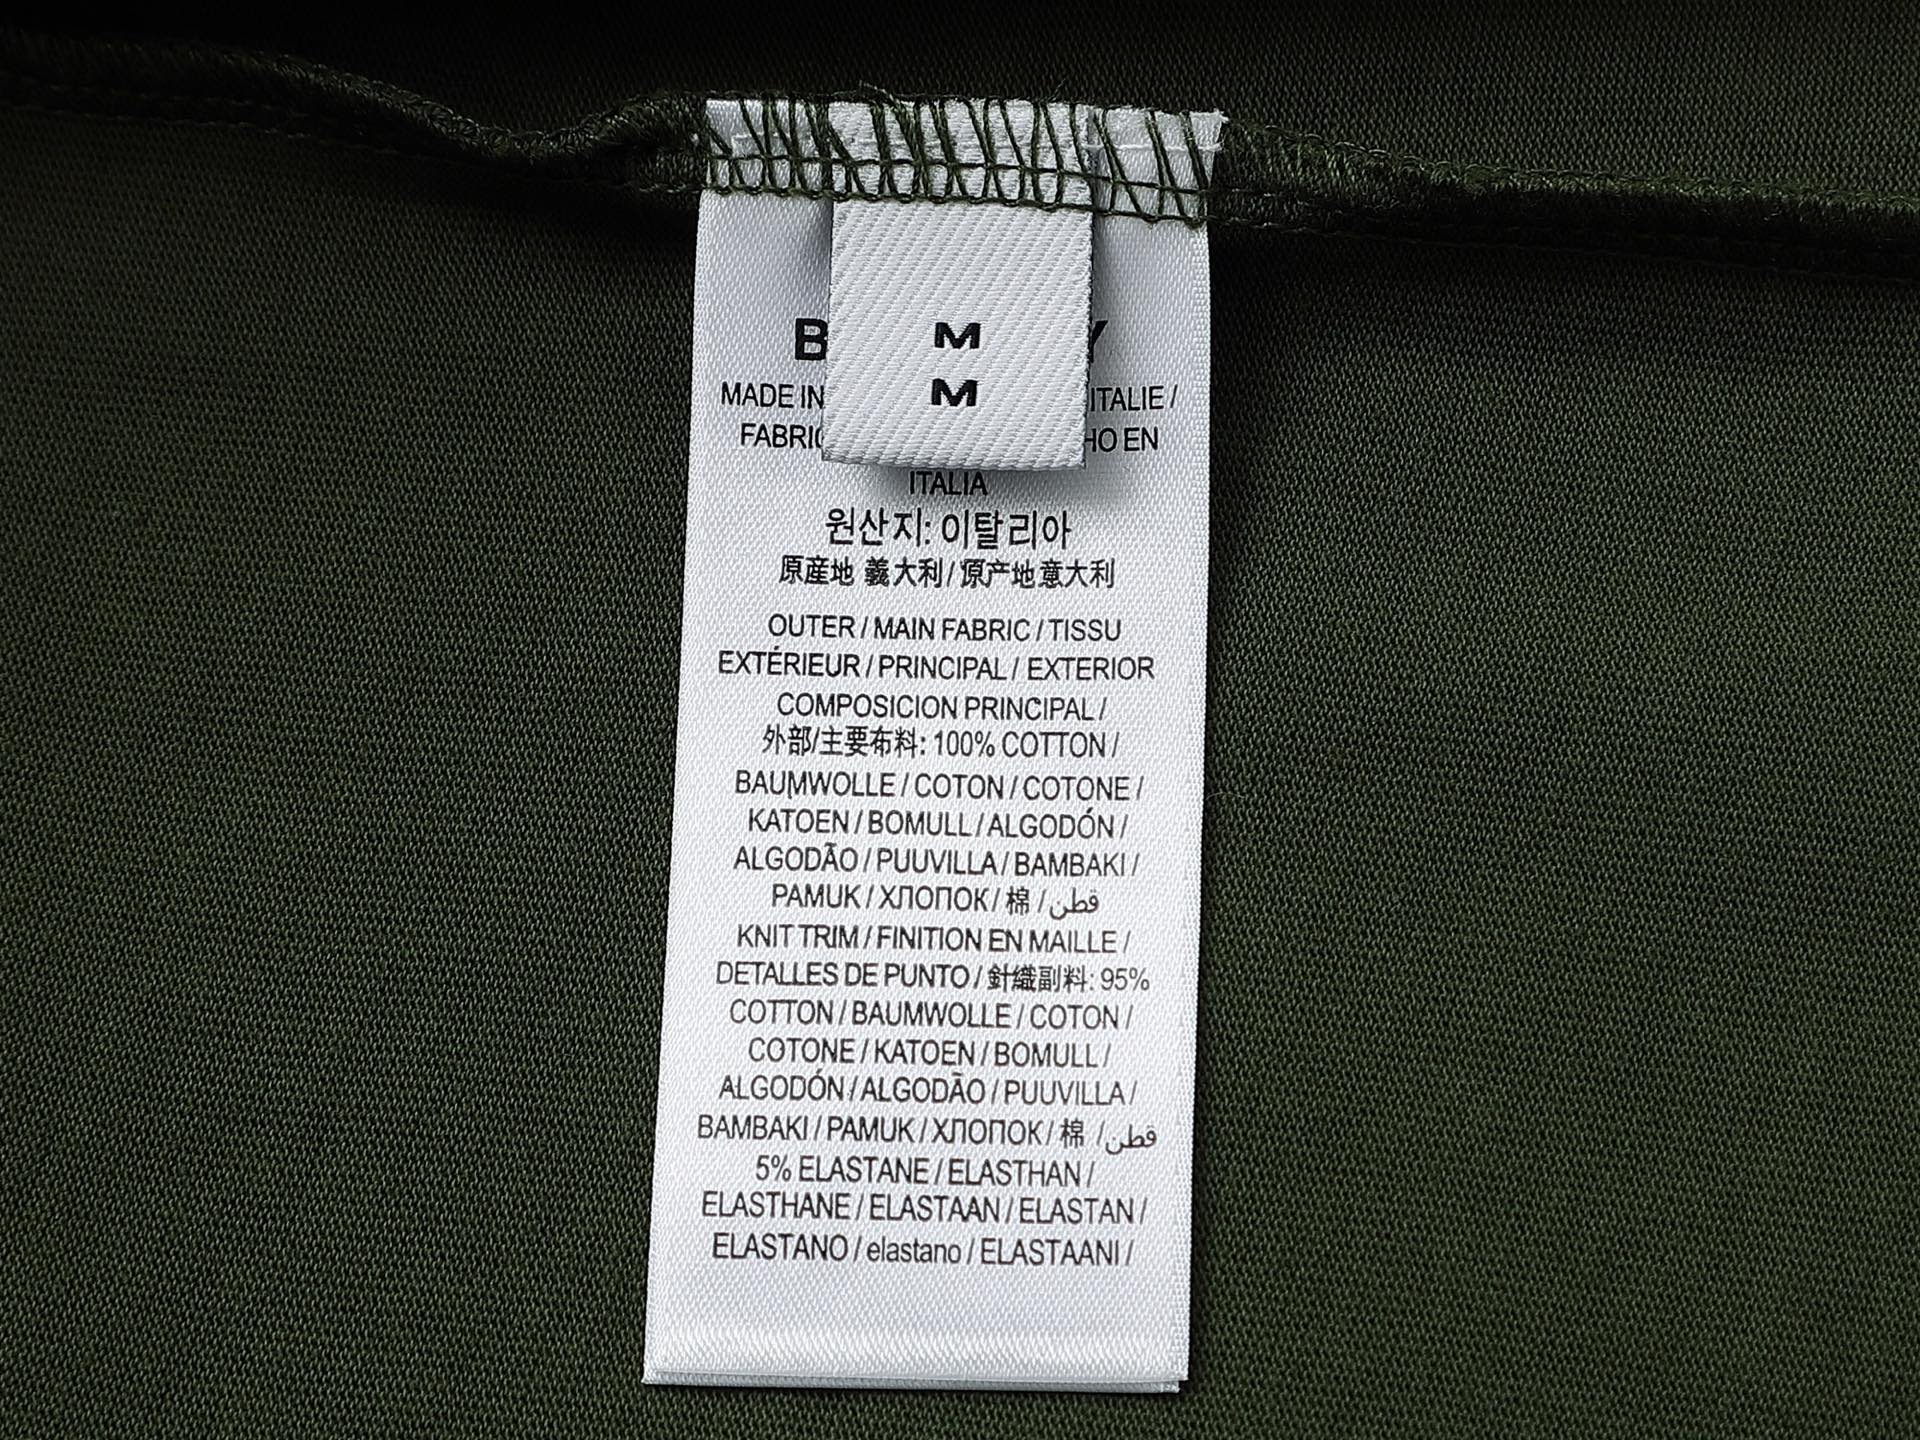 M
M
MADE IN ITALIE /
EN
ITALIA
원산지: 이탈리아
原産地 義大利 / 原产地意大利
OUTER / MAIN FABRIC / TISSU
EXTÉRIEUR / PRINCIPAL / EXTERIOR
COMPOSICION PRINCIPAL /
外部/主要布料: 100% COTTON /
BAUMWOLLE / COTON / COTONE /
KATOEN / BOMULL / ALGODÓN /
ALGODÃO / PUUVILLA / BAMBAKI /
PAMUK / ХЛОПОК / 棉 / قطن
KNIT TRIM / FINITION EN MAILLE /
DETALLES DE PUNTO / 針織副料: 95%
COTTON / BAUMWOLLE / COTON /
COTONE / KATOEN / BOMULL /
ALGODÓN / ALGODÃO / PUUVILLA /
BAMBAKI / PAMUK / ХЛОПОК / 棉 / قطن
5% ELASTANE / ELASTHAN /
ELASTHANE / ELASTAAN / ELASTAN /
ELASTANO / elastano / ELASTAANI /